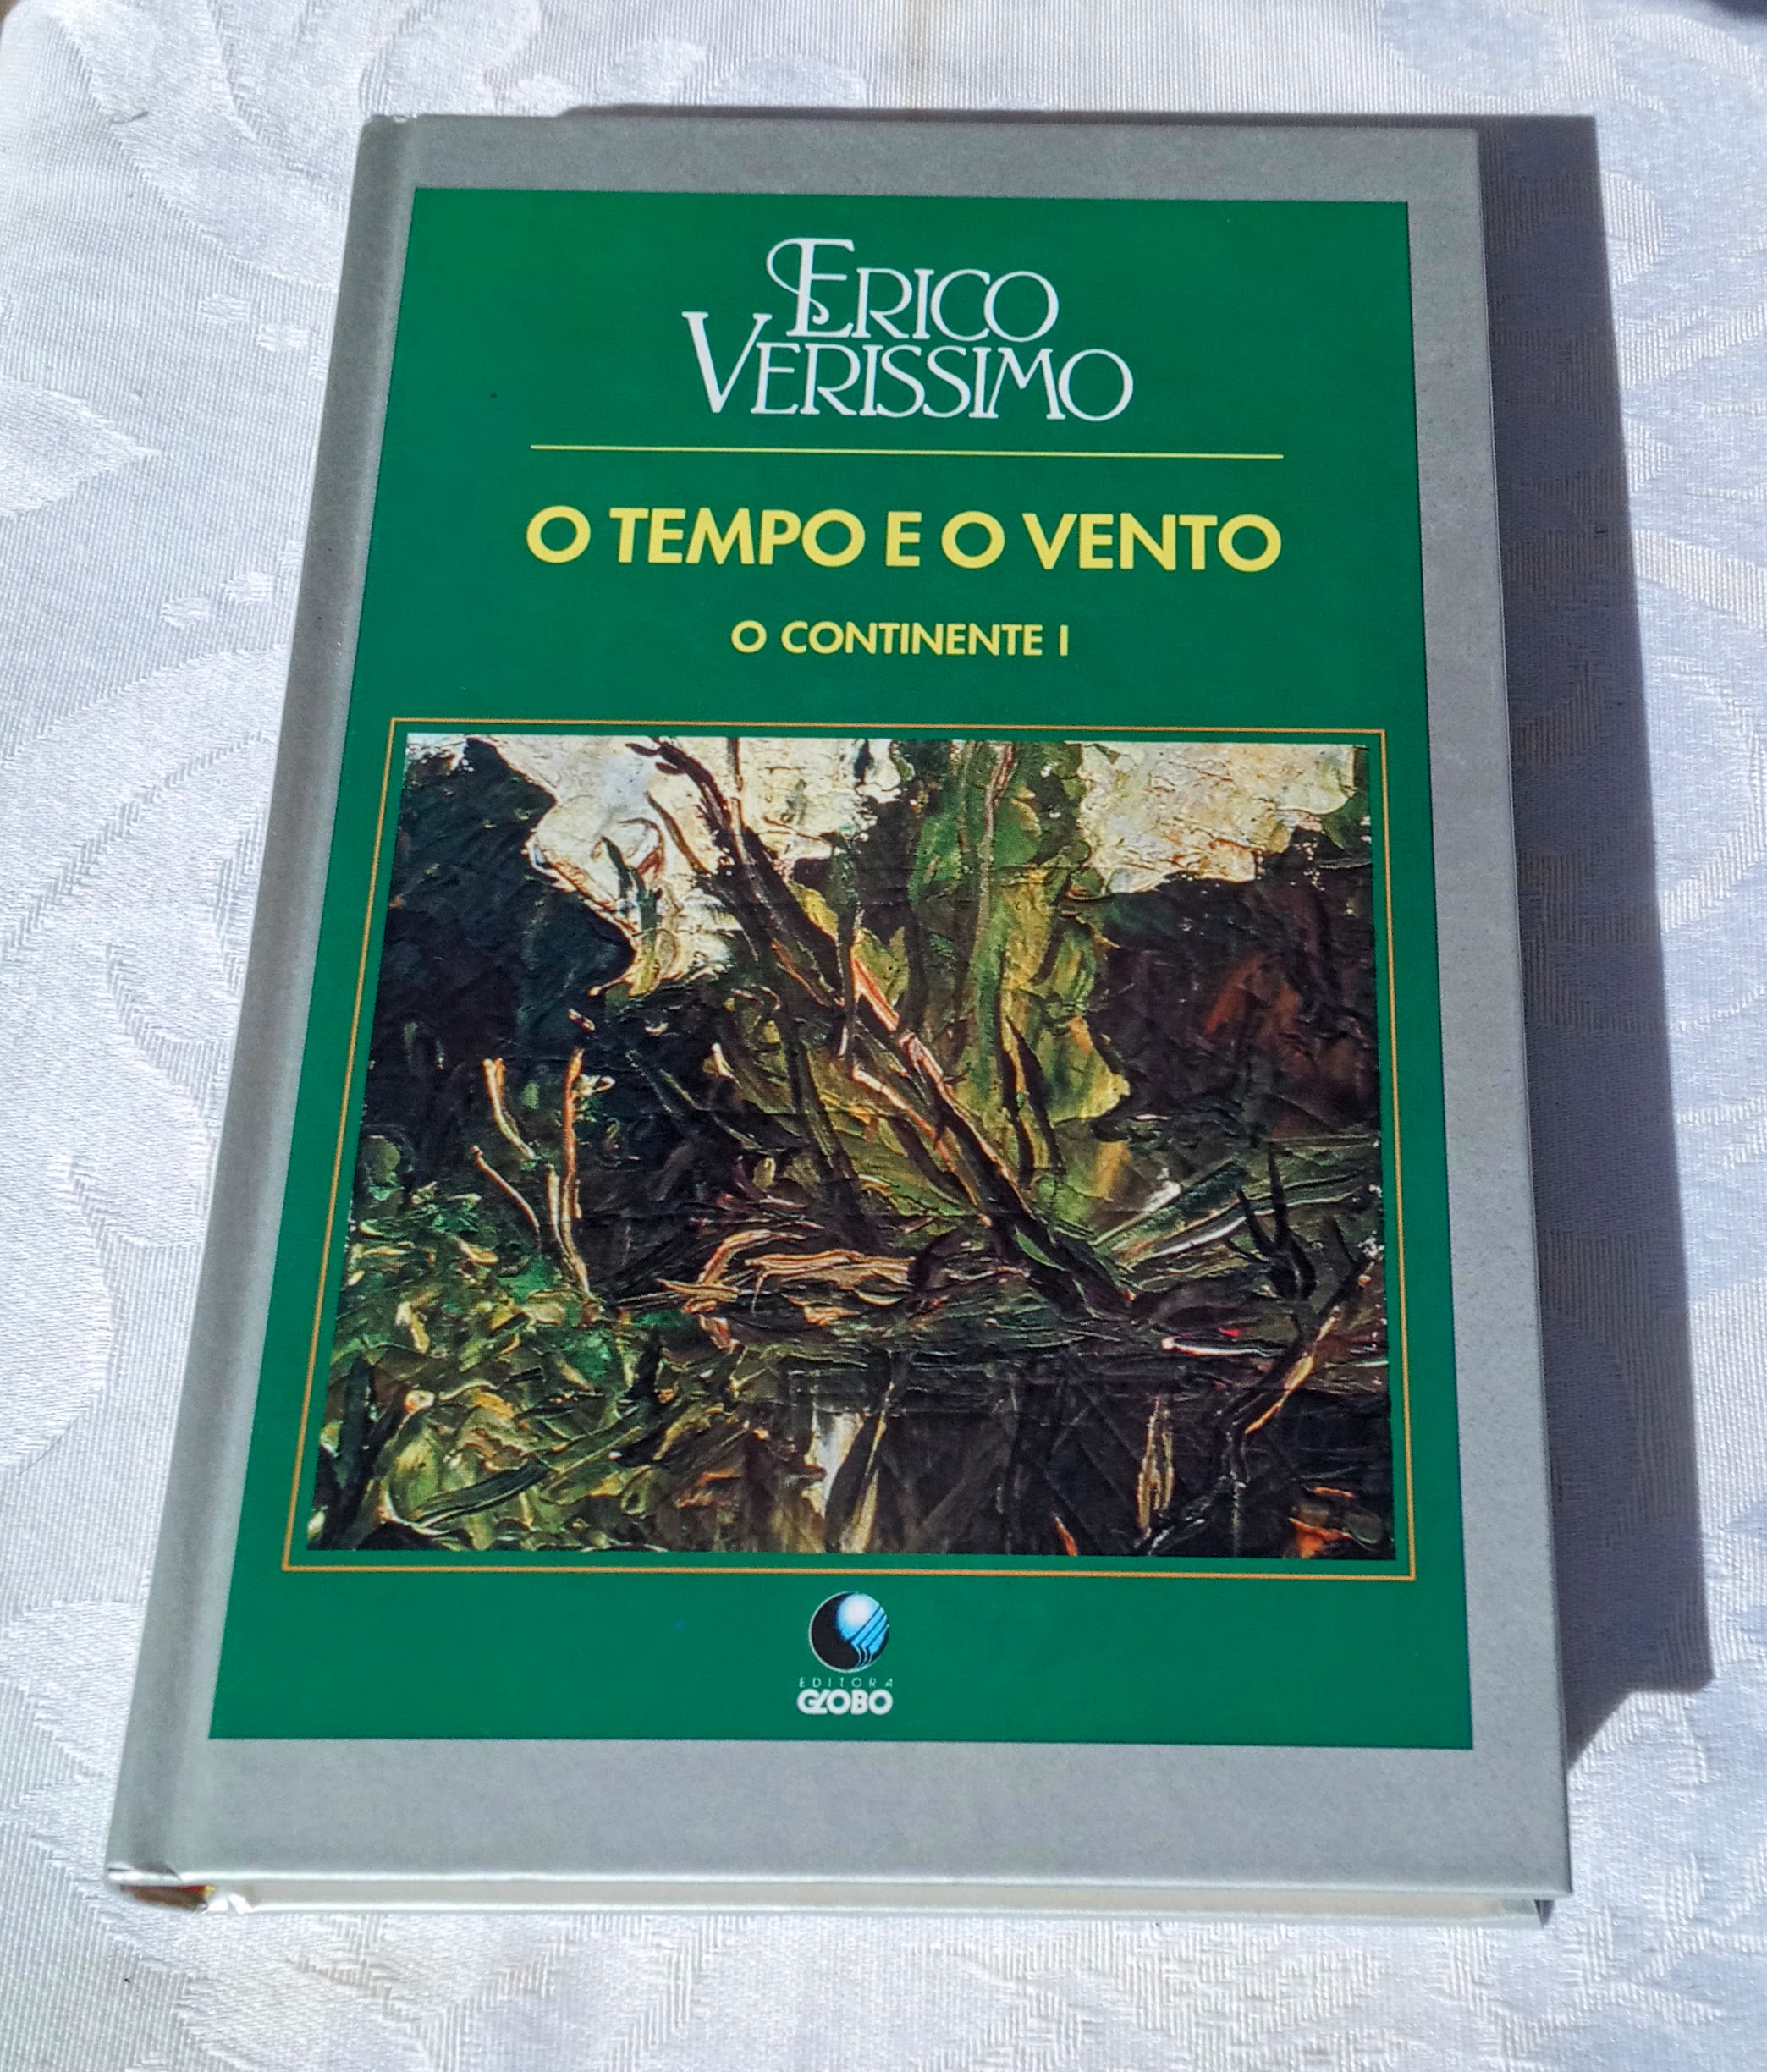 ERICO
VERISSIMO
O TEMPO E O VENTO
O CONTINENTE I
EDITORA
GLOBO